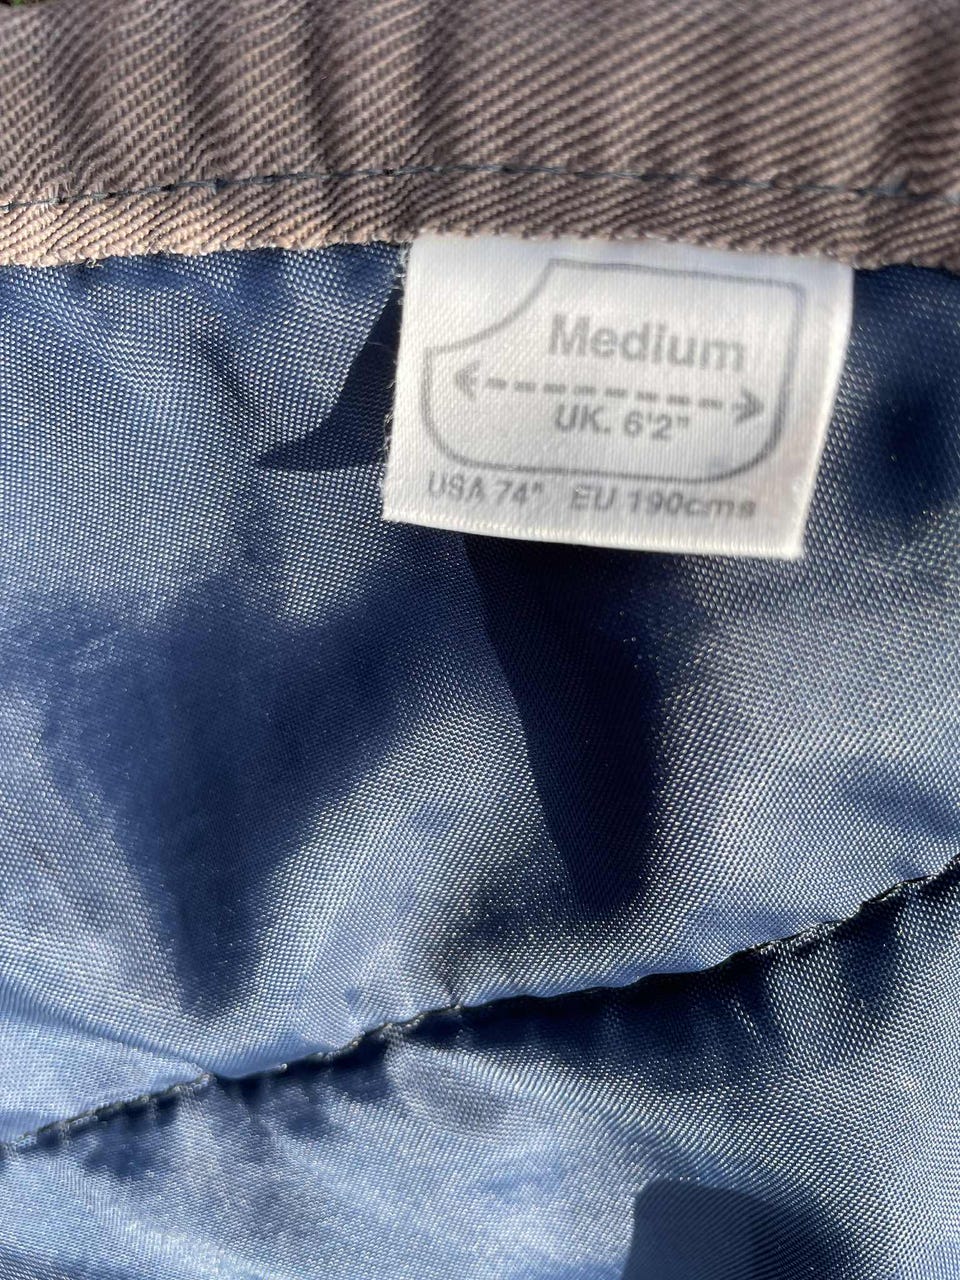 Medium
UK. 6'2"
USA 74" EU 190cms